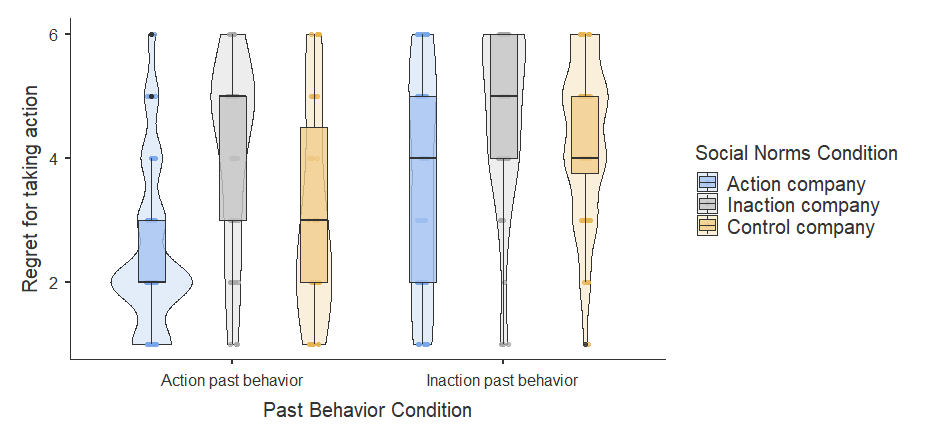 Regret for taking action
6
4
2
Action past behavior
Inaction past behavior
Past Behavior Condition
Social Norms Condition
Action company
Inaction company
Control company